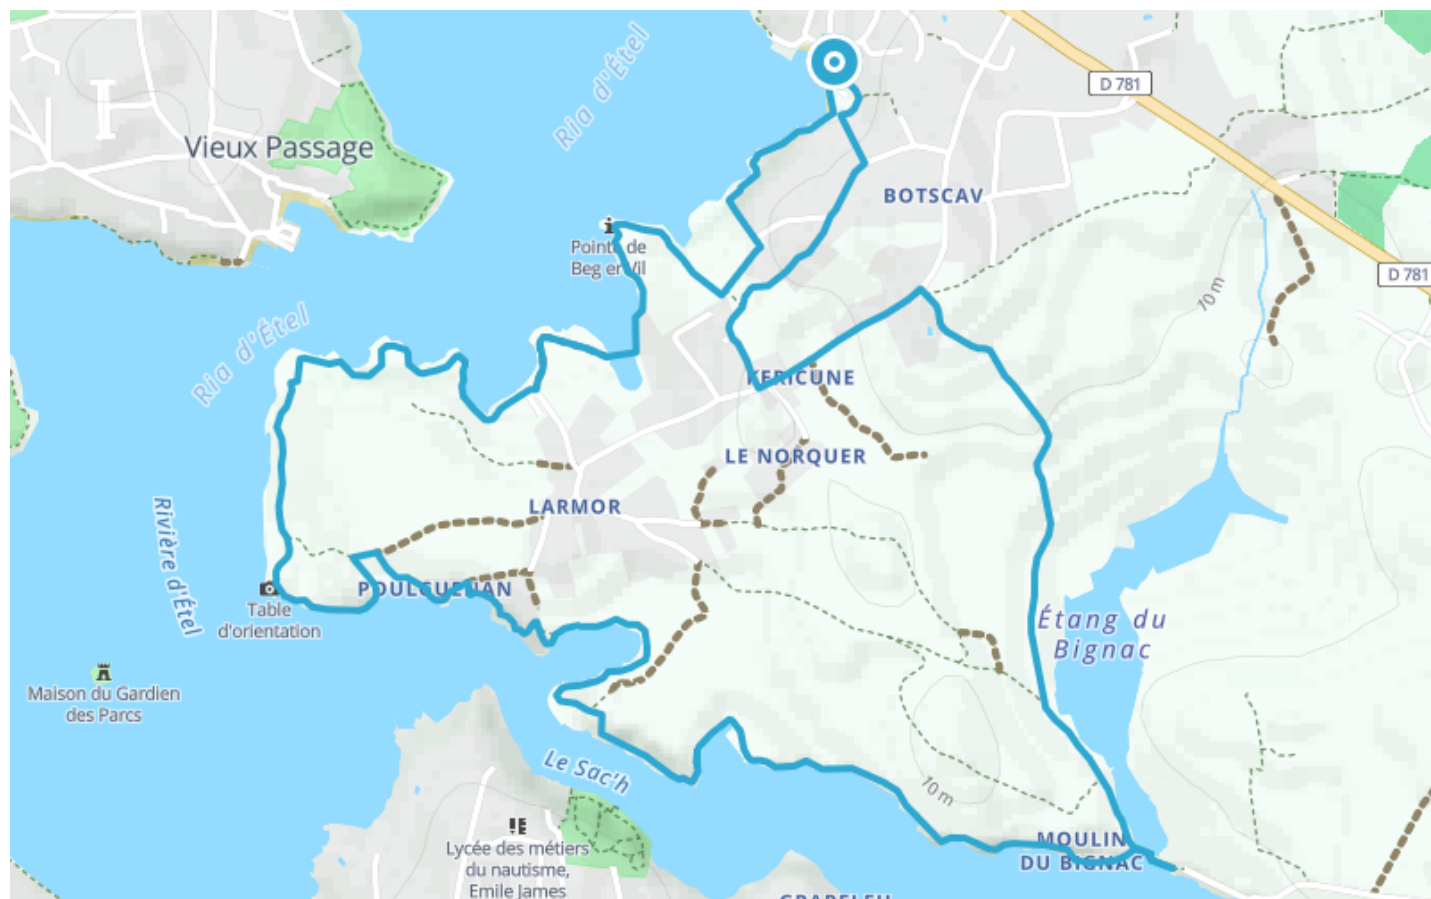 Ria d'Étel
D 781
Vieux Passage
BOTSCAV
Pointe de
Beg er Vil
D 781
10 m
Ria d'Étel
KERICUNE
LE NORQUER
LARMOR
Rivière d'Étel
POULGUENAN
Table
d'orientation
Étang du
Bignac
Maison du Gardien
des Parcs
Le Sac'h
10 m
Lycée des métiers
du nautisme,
Emile James
MOULIN
DU BIGNAC